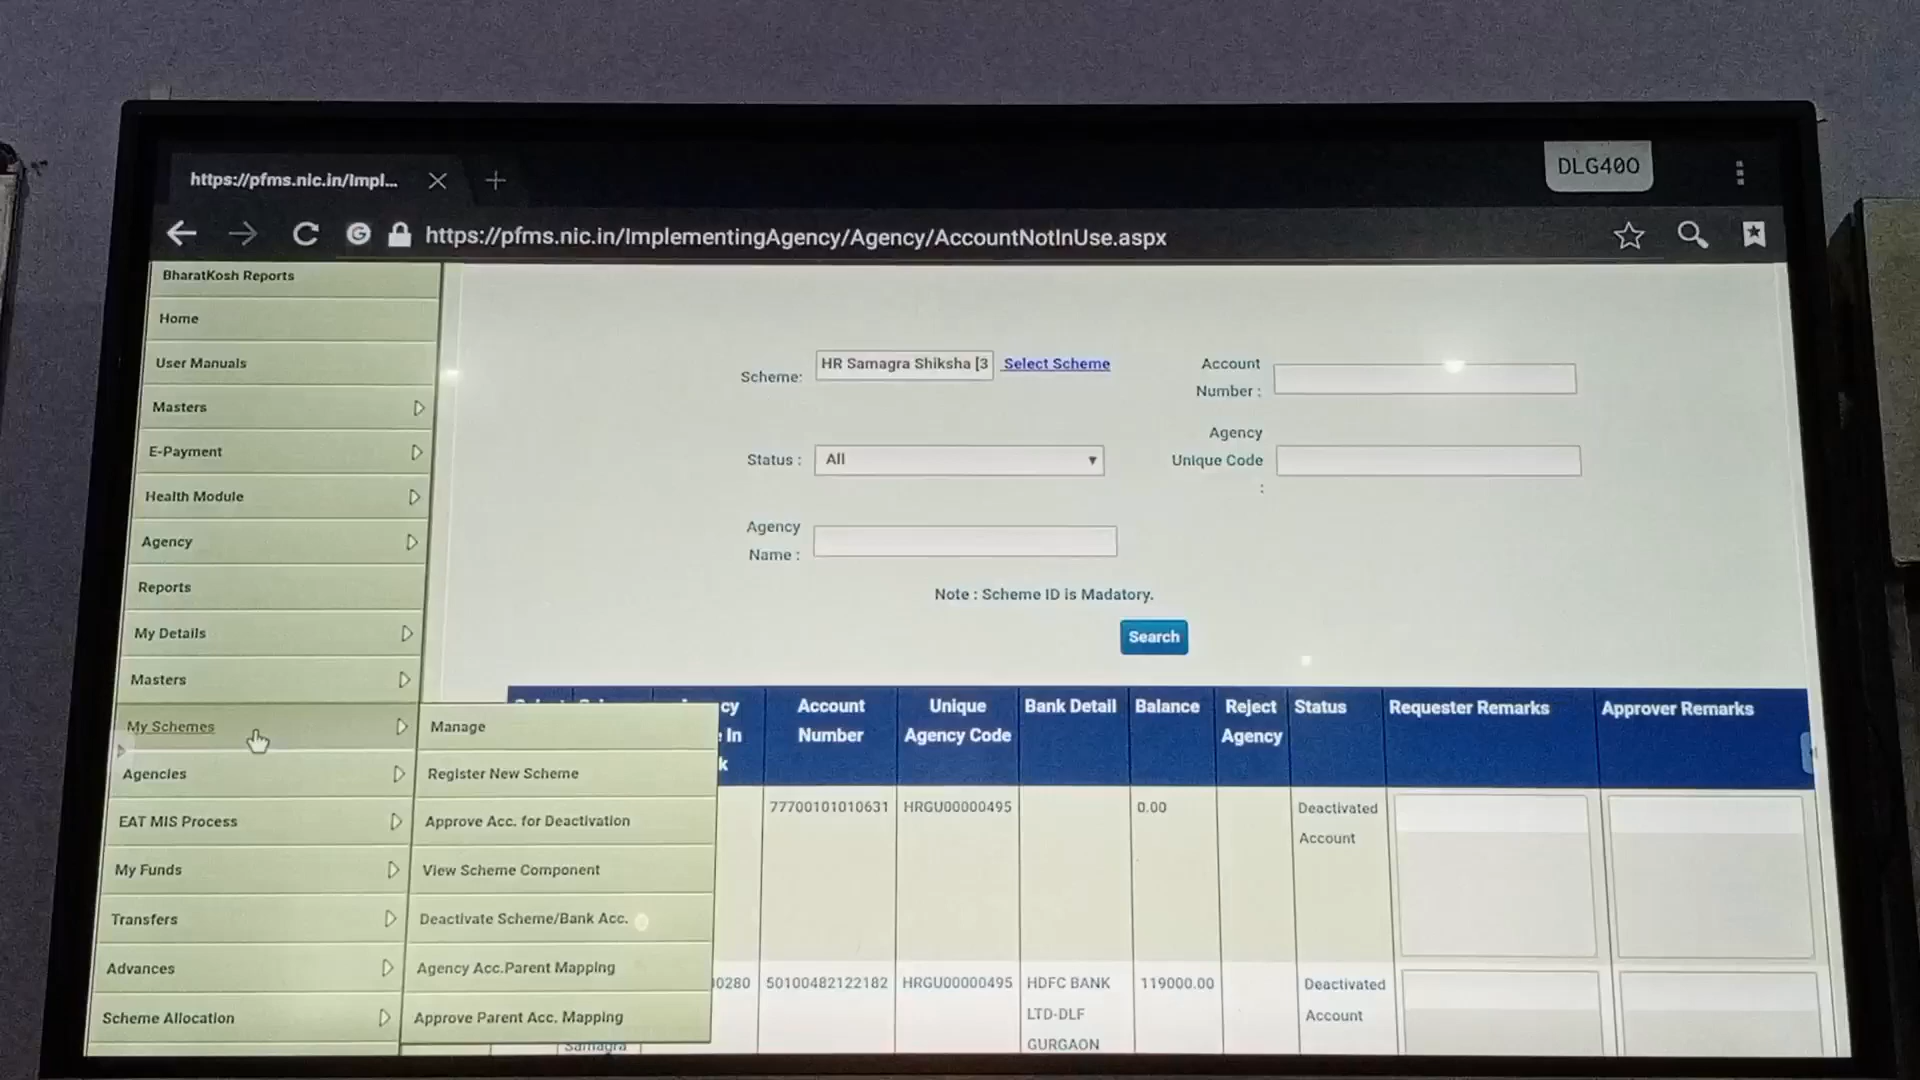 DLG40O
https://pfms.nic.in/Impl...
https://pfms.nic.in/ImplementingAgency/Agency/AccountNotInUse.aspx
BharatKosh Reports
Home
User Manuals
Masters
E-Payment
Health Module
Agency
Reports
My Details
Masters
My Schemes
Agencies
EAT MIS Process
My Funds
Transfers
Advances
Scheme Allocation
Manage
Register New Scheme
Approve Acc. for Deactivation
View Scheme Component
Deactivate Scheme/Bank Acc.
Agency Acc.Parent Mapping
Approve Parent Acc. Mapping
Scheme: HR Samagra Shiksha [3 Select Scheme
Account Number :
Status : All
Agency Unique Code :
Agency Name :
Note : Scheme ID is Madatory.
Search
Account Number Unique Agency Code Bank Detail Balance Reject Agency Status Requester Remarks Approver Remarks
77700101010631 HRGU00000495 0.00 Deactivated Account
0280 50100482122182 HRGU00000495 HDFC BANK LTD-DLF GURGAON 119000.00 Deactivated Account
Samagra